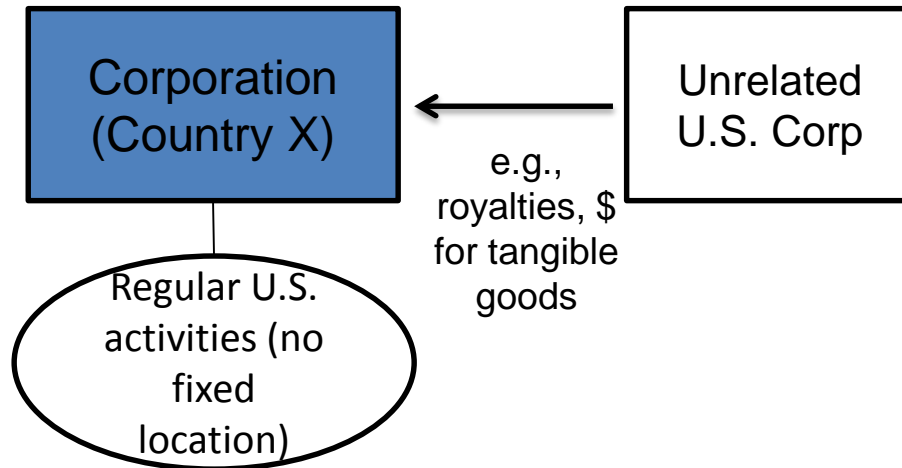 Corporation
(Country X)
Unrelated
U.S. Corp
e.g.,
royalties, $
for tangible
goods
Regular U.S.
activities (no
fixed
location)